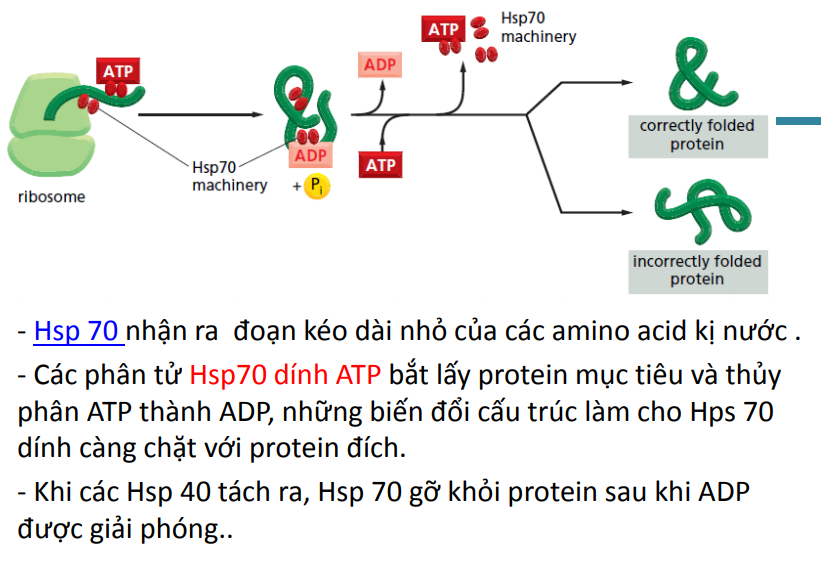 Hsp70
machinery
ATP
ATP
ADP
ADP
+ Pi
ATP
Hsp70
machinery
ribosome
correctly folded
protein
incorrectly folded
protein
- Hsp 70 nhận ra đoạn kéo dài nhỏ của các amino acid kị nước .
- Các phân tử Hsp70 dính ATP bắt lấy protein mục tiêu và thủy
phân ATP thành ADP, những biến đổi cấu trúc làm cho Hps 70
dính càng chặt với protein đích.
- Khi các Hsp 40 tách ra, Hsp 70 gỡ khỏi protein sau khi ADP
được giải phóng..